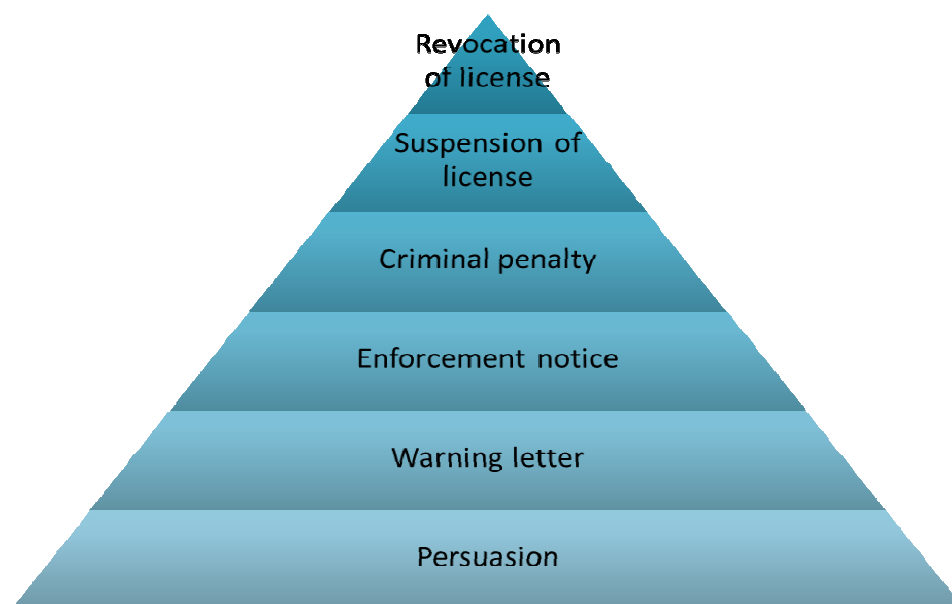 Revocation
of license
Suspension of
license
Criminal penalty
Enforcement notice
Warning letter
Persuasion